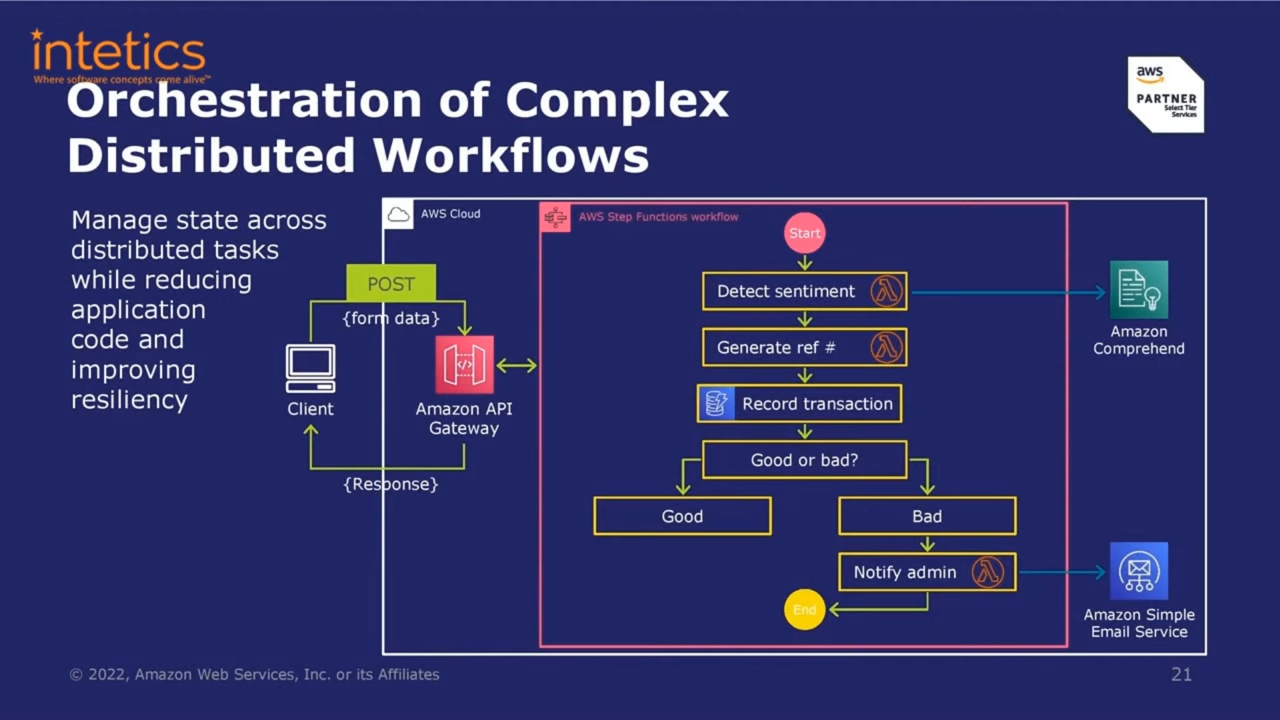 intetics
Where software concepts come alive™
Orchestration of Complex
Distributed Workflows
aws
PARTNER
Select Tier
Services
Manage state across
distributed tasks
while reducing
application
code and
improving
resiliency
AWS Cloud
AWS Step Functions workflow
Start
POST
{form data}
Detect sentiment
Amazon
Comprehend
Generate ref #
Client
Amazon API
Gateway
Record transaction
Good or bad?
{Response}
Good
Bad
Notify admin
End
Amazon Simple
Email Service
© 2022, Amazon Web Services, Inc. or its Affiliates
21